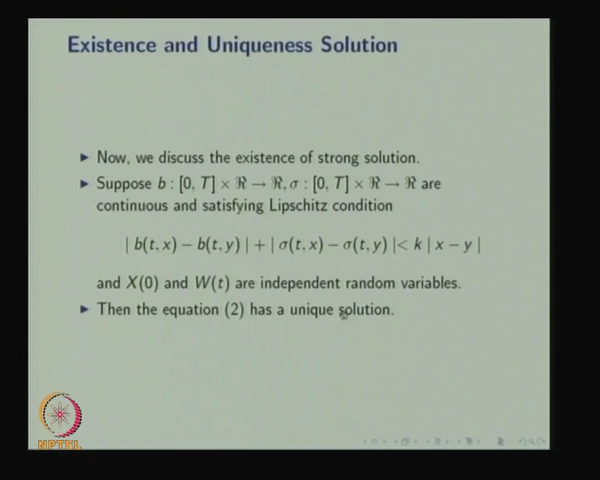 Existence and Uniqueness Solution
▶ Now, we discuss the existence of strong solution.
▶ Suppose b : [0, T] × ℜ → ℜ, σ : [0, T] × ℜ → ℜ are
continuous and satisfying Lipschitz condition
| b(t, x) − b(t, y) | + | σ(t, x) − σ(t, y) |< k | x − y |
and X(0) and W(t) are independent random variables.
▶ Then the equation (2) has a unique solution.
NPTEL